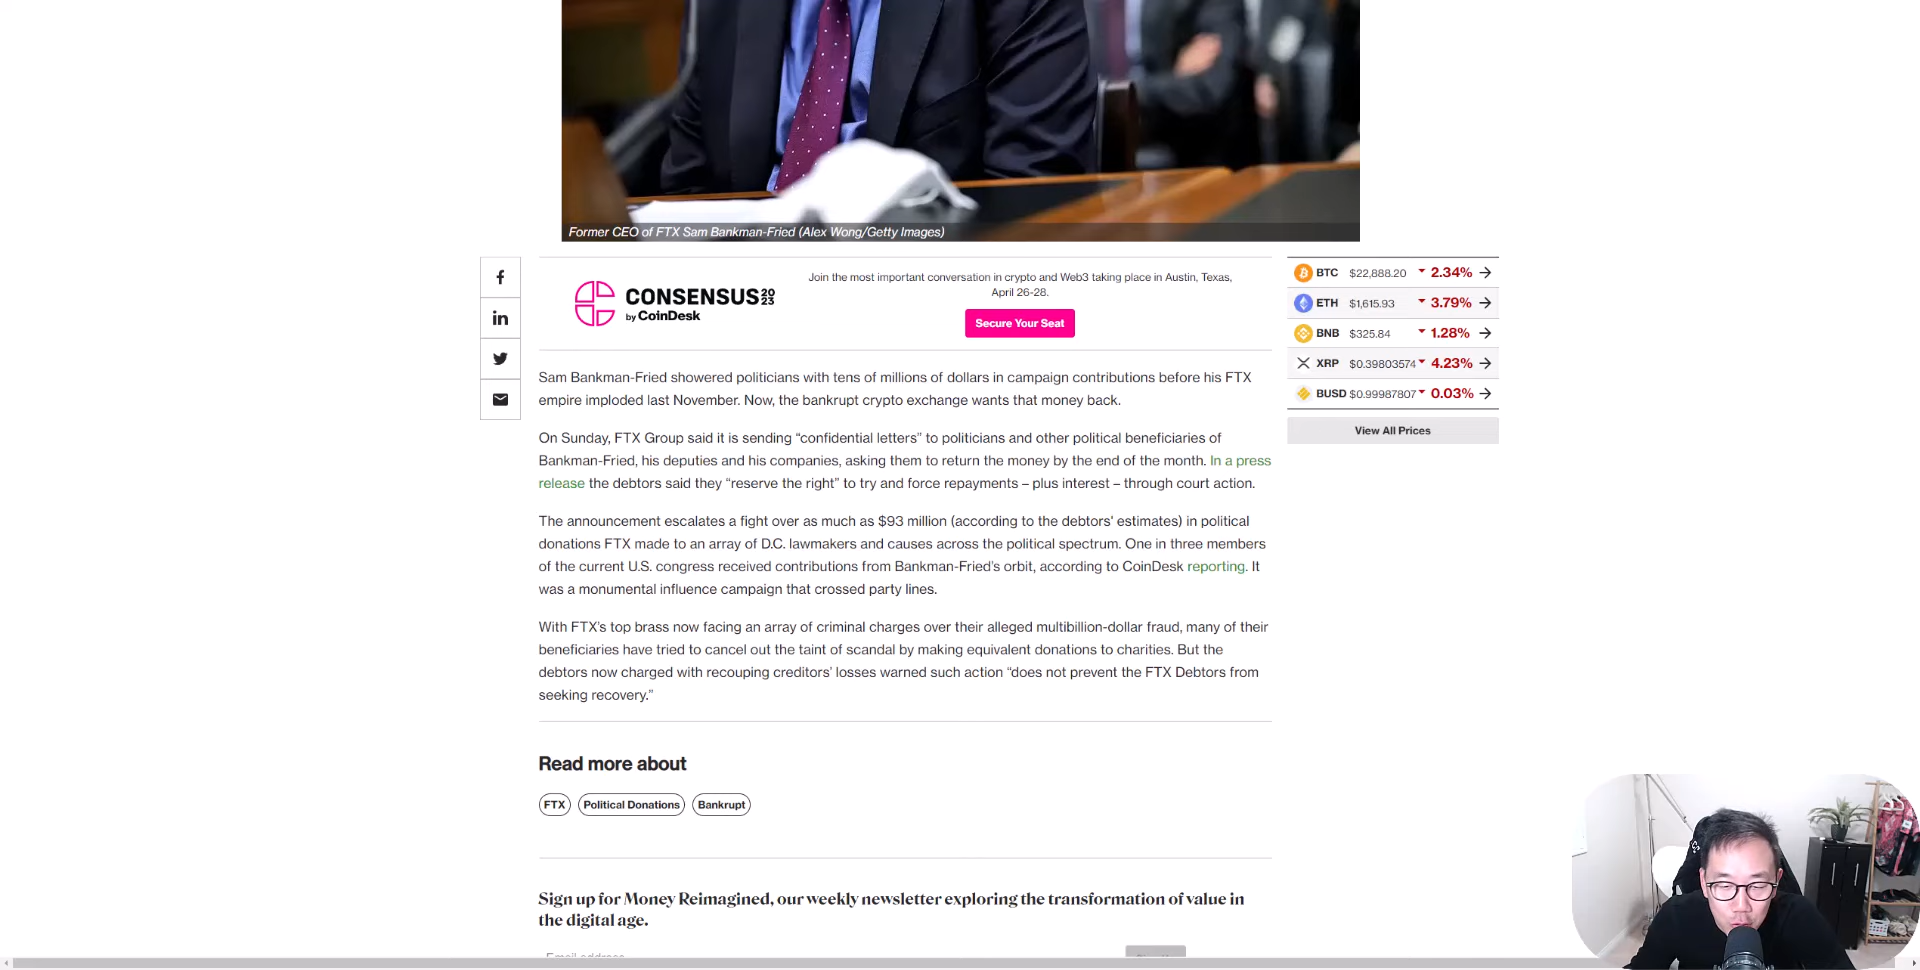 Former CEO of FTX Sam Bankman-Fried (Alex Wong/Getty Images)
CONSENSUS 20
23
by CoinDesk
Join the most important conversation in crypto and Web3 taking place in Austin, Texas,
April 26-28.
Secure Your Seat
BTC $22,888.20 2.34%
ETH $1,615.93 3.79%
BNB $325.84 1.28%
XRP $0.39803574 4.23%
BUSD $0.99987807 0.03%
View All Prices
Sam Bankman-Fried showered politicians with tens of millions of dollars in campaign contributions before his FTX
empire imploded last November. Now, the bankrupt crypto exchange wants that money back.
On Sunday, FTX Group said it is sending “confidential letters” to politicians and other political beneficiaries of
Bankman-Fried, his deputies and his companies, asking them to return the money by the end of the month. In a press
release the debtors said they “reserve the right” to try and force repayments – plus interest – through court action.
The announcement escalates a fight over as much as $93 million (according to the debtors' estimates) in political
donations FTX made to an array of D.C. lawmakers and causes across the political spectrum. One in three members
of the current U.S. congress received contributions from Bankman-Fried’s orbit, according to CoinDesk reporting. It
was a monumental influence campaign that crossed party lines.
With FTX’s top brass now facing an array of criminal charges over their alleged multibillion-dollar fraud, many of their
beneficiaries have tried to cancel out the taint of scandal by making equivalent donations to charities. But the
debtors now charged with recouping creditors’ losses warned such action “does not prevent the FTX Debtors from
seeking recovery.”
Read more about
FTX
Political Donations
Bankrupt
Sign up for Money Reimagined, our weekly newsletter exploring the transformation of value in
the digital age.
Email address